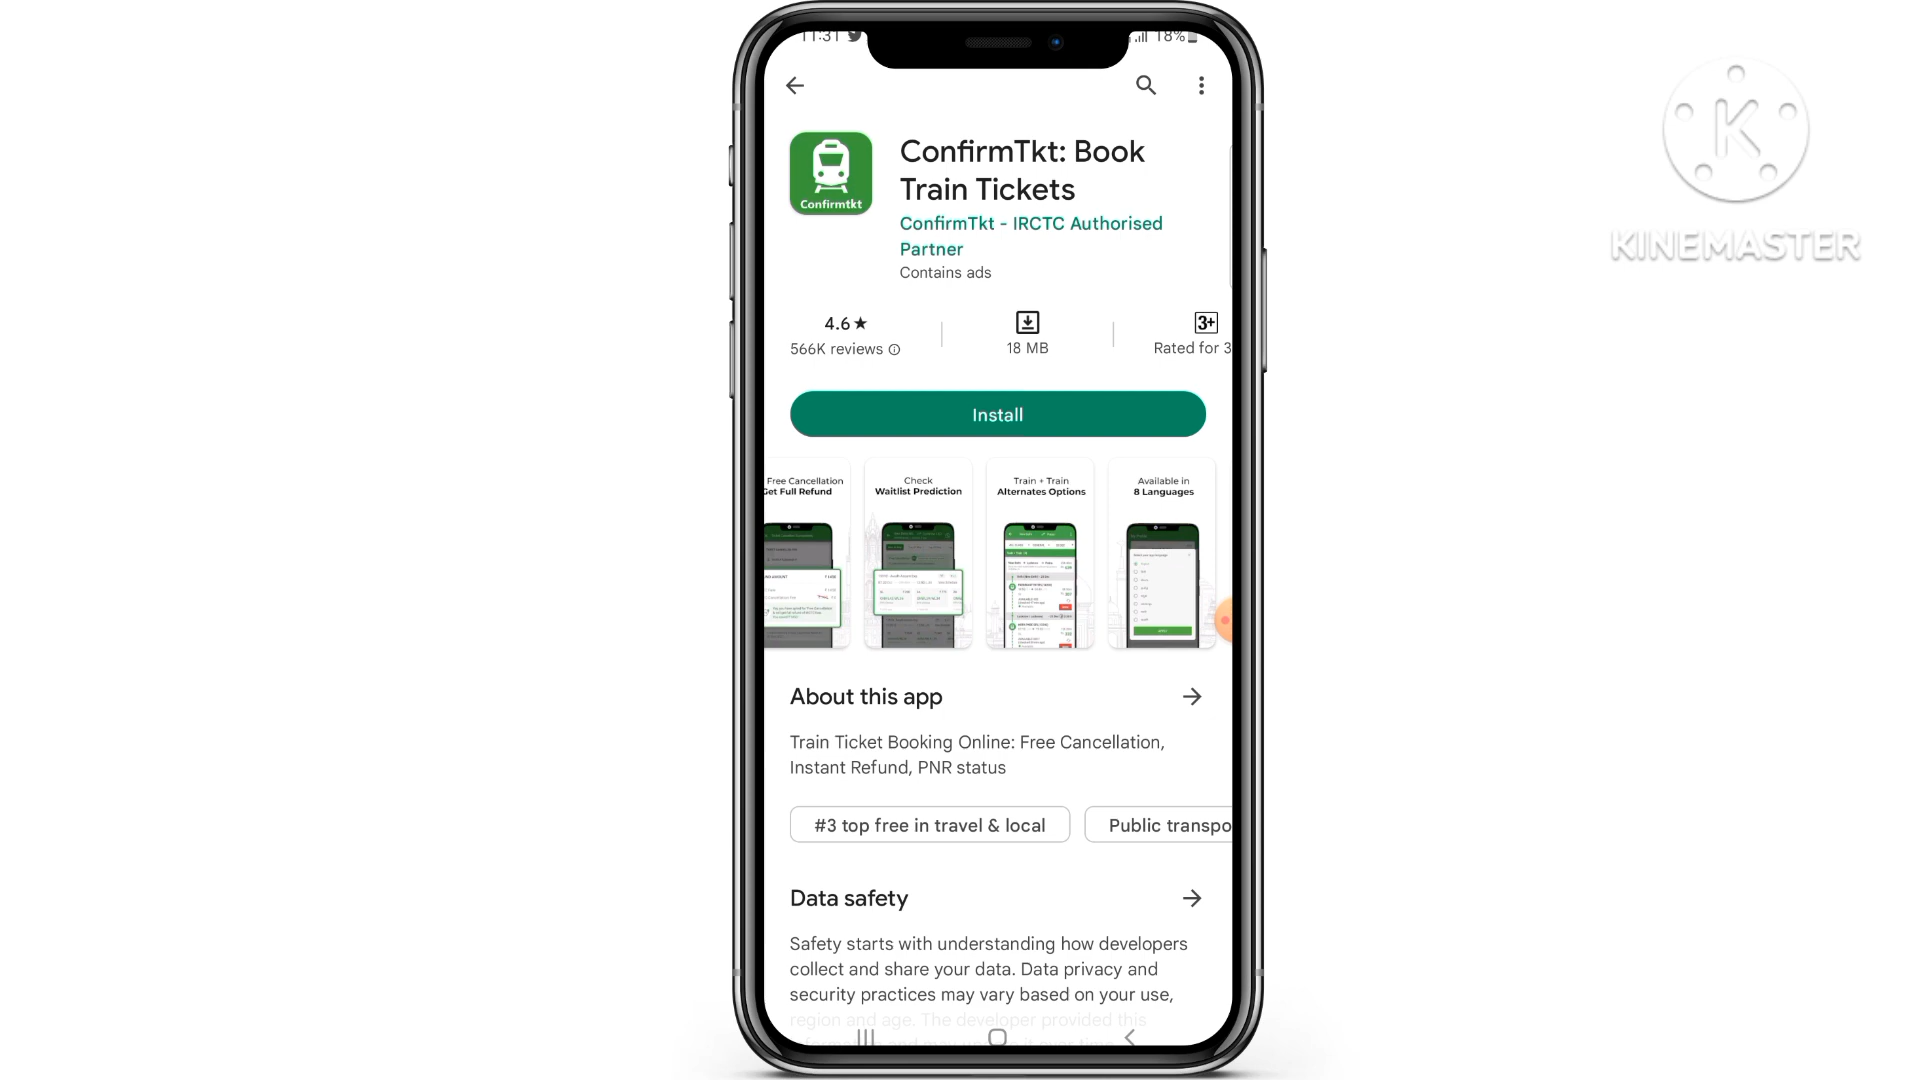 11:31
18%
ConfirmTkt: Book
Train Tickets
ConfirmTkt - IRCTC Authorised
Partner
Contains ads
Confirmtkt
4.6★
566K reviews
18 MB
3+
Rated for 3
Install
Free Cancellation
Get Full Refund
Check
Waitlist Prediction
Train + Train
Alternates Options
Available in
8 Languages
About this app
Train Ticket Booking Online: Free Cancellation,
Instant Refund, PNR status
#3 top free in travel & local
Public transpo
Data safety
Safety starts with understanding how developers
collect and share your data. Data privacy and
security practices may vary based on your use,
region and age. The developer provided this
K
KINEMASTER